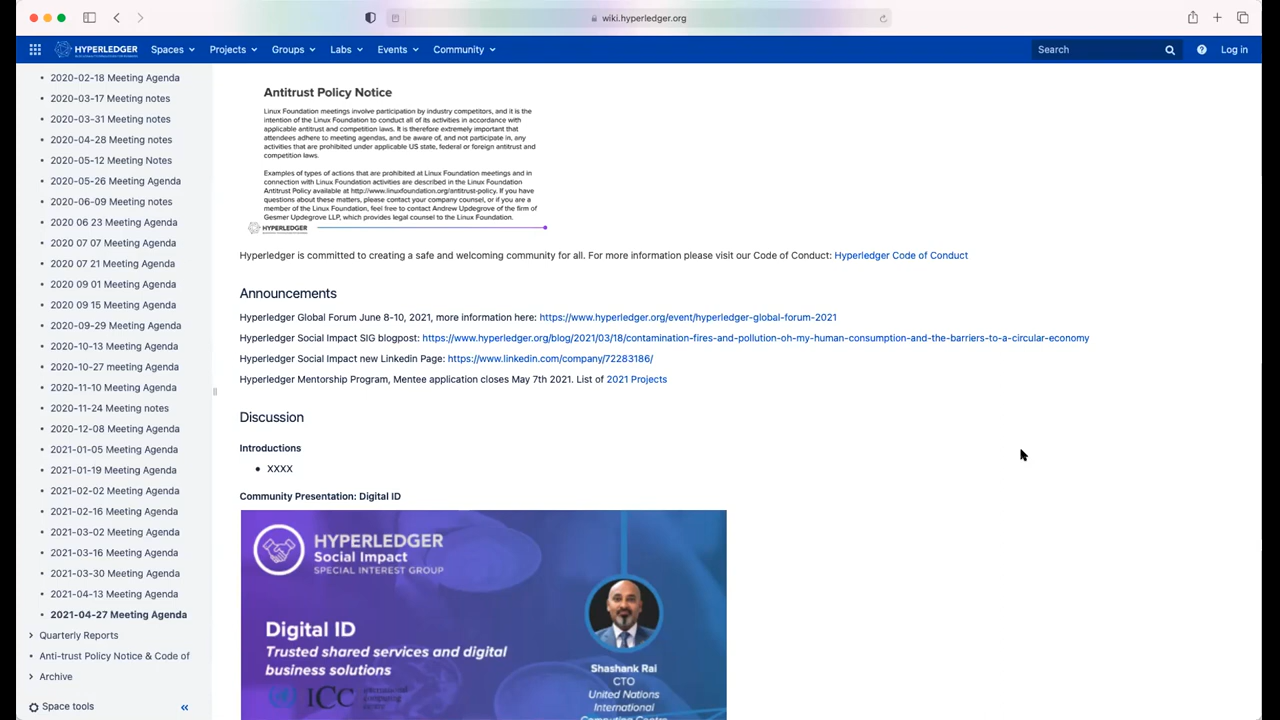 wiki.hyperledger.org
HYPERLEDGER
Spaces
Projects
Groups
Labs
Events
Community
Search
Log in
2020-02-18 Meeting Agenda
2020-03-17 Meeting notes
2020-03-31 Meeting notes
2020-04-28 Meeting notes
2020-05-12 Meeting Notes
2020-05-26 Meeting Agenda
2020-06-09 Meeting notes
2020 06 23 Meeting Agenda
2020 07 07 Meeting Agenda
2020 07 21 Meeting Agenda
2020 09 01 Meeting Agenda
2020 09 15 Meeting Agenda
2020-09-29 Meeting Agenda
2020-10-13 Meeting Agenda
2020-10-27 meeting Agenda
2020-11-10 Meeting Agenda
2020-11-24 Meeting notes
2020-12-08 Meeting Agenda
2021-01-05 Meeting Agenda
2021-01-19 Meeting Agenda
2021-02-02 Meeting Agenda
2021-02-16 Meeting Agenda
2021-03-02 Meeting Agenda
2021-03-16 Meeting Agenda
2021-03-30 Meeting Agenda
2021-04-13 Meeting Agenda
2021-04-27 Meeting Agenda
Quarterly Reports
Anti-trust Policy Notice & Code of
Archive
Space tools
Antitrust Policy Notice
Linux Foundation meetings involve participation by industry competitors, and it is the
intention of the Linux Foundation to conduct all of its activities in accordance with
applicable antitrust and competition laws. It is therefore extremely important that
attendees adhere to meeting agendas, and be aware of, and not participate in, any
activities that are prohibited under applicable US state, federal or foreign antitrust and
competition laws.
Examples of types of actions that are prohibited at Linux Foundation meetings and in
connection with Linux Foundation activities are described in the Linux Foundation
Antitrust Policy available at http://www.linuxfoundation.org/antitrust-policy. If you have
questions about these matters, please contact your company counsel, or if you are a
member of the Linux Foundation, feel free to contact Andrew Updegrove of the firm of
Gesmer Updegrove LLP, which provides legal counsel to the Linux Foundation.
HYPERLEDGER
Hyperledger is committed to creating a safe and welcoming community for all. For more information please visit our Code of Conduct: Hyperledger Code of Conduct
Announcements
Hyperledger Global Forum June 8-10, 2021, more information here: https://www.hyperledger.org/event/hyperledger-global-forum-2021
Hyperledger Social Impact SIG blogpost: https://www.hyperledger.org/blog/2021/03/18/contamination-fires-and-pollution-oh-my-human-consumption-and-the-barriers-to-a-circular-economy
Hyperledger Social Impact new Linkedin Page: https://www.linkedin.com/company/72283186/
Hyperledger Mentorship Program, Mentee application closes May 7th 2021. List of 2021 Projects
Discussion
Introductions
XXXX
Community Presentation: Digital ID
HYPERLEDGER
Social Impact
SPECIAL INTEREST GROUP
Digital ID
Trusted shared services and digital
business solutions
ICC
Shashank Rai
CTO
United Nations
International
Computing Centre